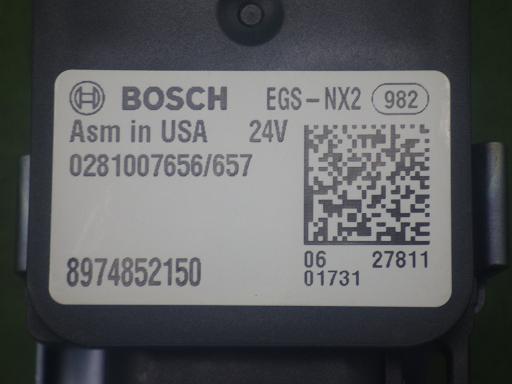 BOSCH EGS-NX2 982
Asm in USA 24V
0281007656/657
8974852150
06 27811
01731